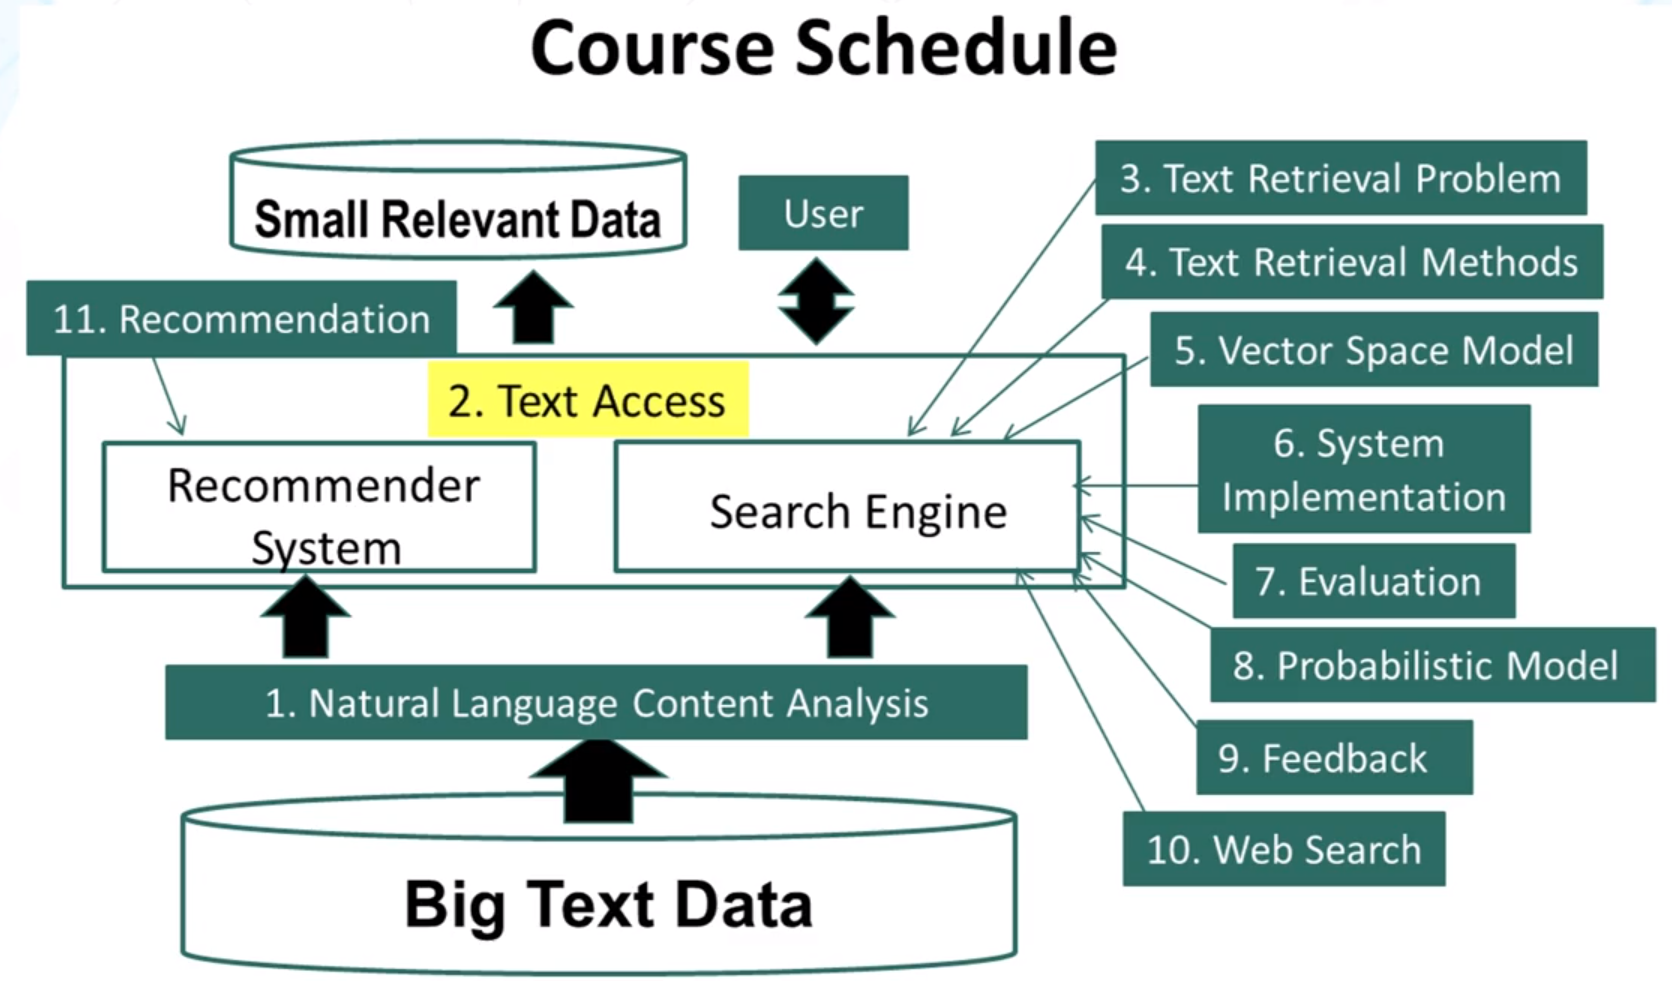 Course Schedule
Small Relevant Data
User
3. Text Retrieval Problem
4. Text Retrieval Methods
11. Recommendation
5. Vector Space Model
2. Text Access
6. System
Implementation
Recommender
System
Search Engine
7. Evaluation
8. Probabilistic Model
1. Natural Language Content Analysis
9. Feedback
10. Web Search
Big Text Data